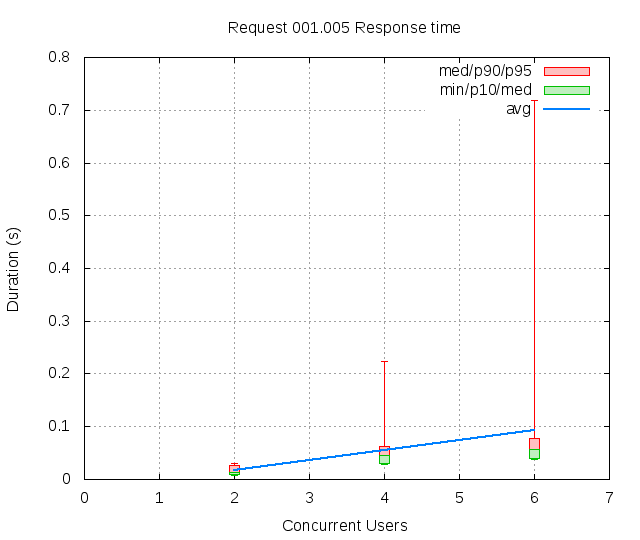 Request 001.005 Response time
0.8
0.7
0.6
0.5
0.4
0.3
0.2
0.1
0
0 1 2 3 4 5 6 7
Duration (s)
Concurrent Users
med/p90/p95
min/p10/med
avg